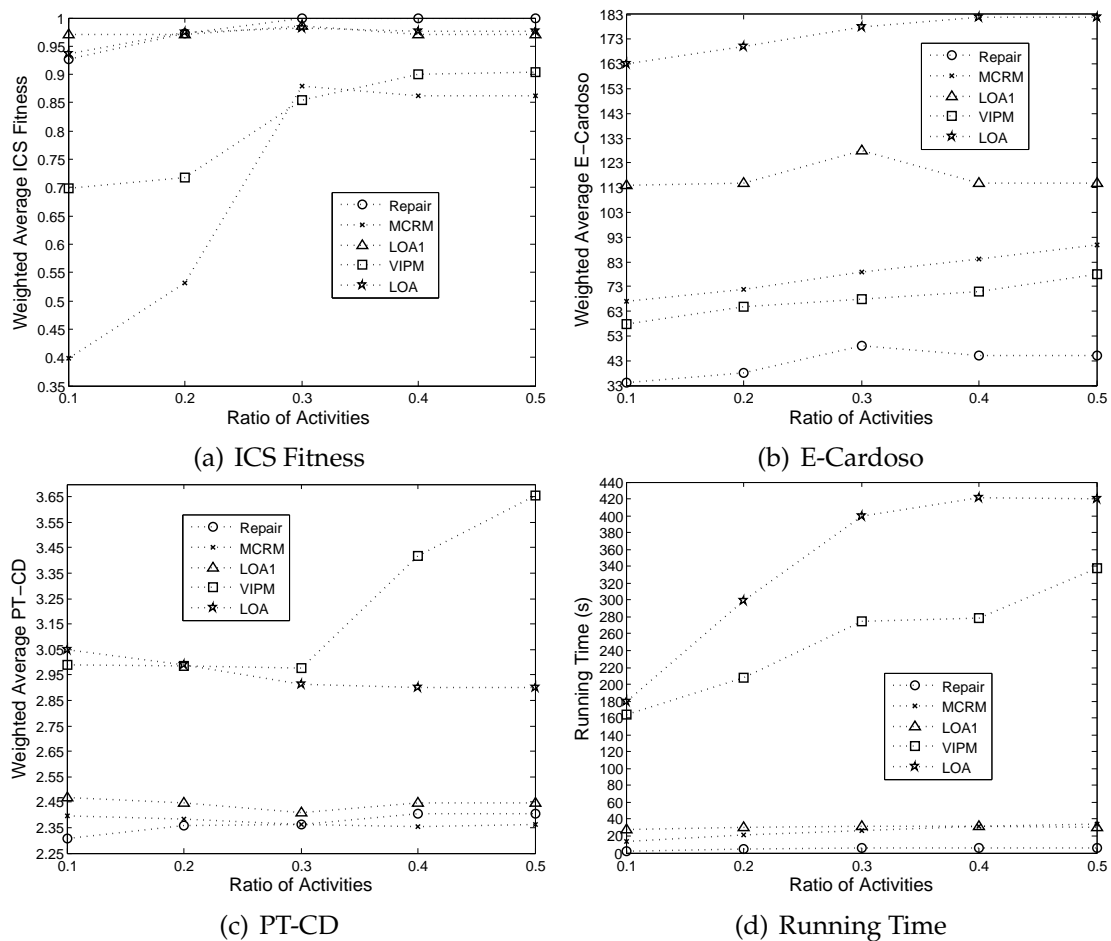 1
0.95
0.9
0.85
0.8
0.75
0.7
0.65
0.6
0.55
0.5
0.45
0.4
0.35
Weighted Average ICS Fitness
Repair
MCRM
LOA1
VIPM
LOA
0.1 0.2 0.3 0.4 0.5
Ratio of Activities
(a) ICS Fitness
183
173
163
153
143
133
123
113
103
93
83
73
63
53
43
33
Weighted Average E−Cardoso
Repair
MCRM
LOA1
VIPM
LOA
0.1 0.2 0.3 0.4 0.5
Ratio of Activities
(b) E-Cardoso
3.65
3.55
3.45
3.35
3.25
3.15
3.05
2.95
2.85
2.75
2.65
2.55
2.45
2.35
2.25
Weighted Average PT−CD
Repair
MCRM
LOA1
VIPM
LOA
0.1 0.2 0.3 0.4 0.5
Ratio of Activities
(c) PT-CD
440
420
400
380
360
340
320
300
280
260
240
220
200
180
160
140
120
100
80
60
40
20
0
Running Time (s)
Repair
MCRM
LOA1
VIPM
LOA
0.1 0.2 0.3 0.4 0.5
Ratio of Activities
(d) Running Time